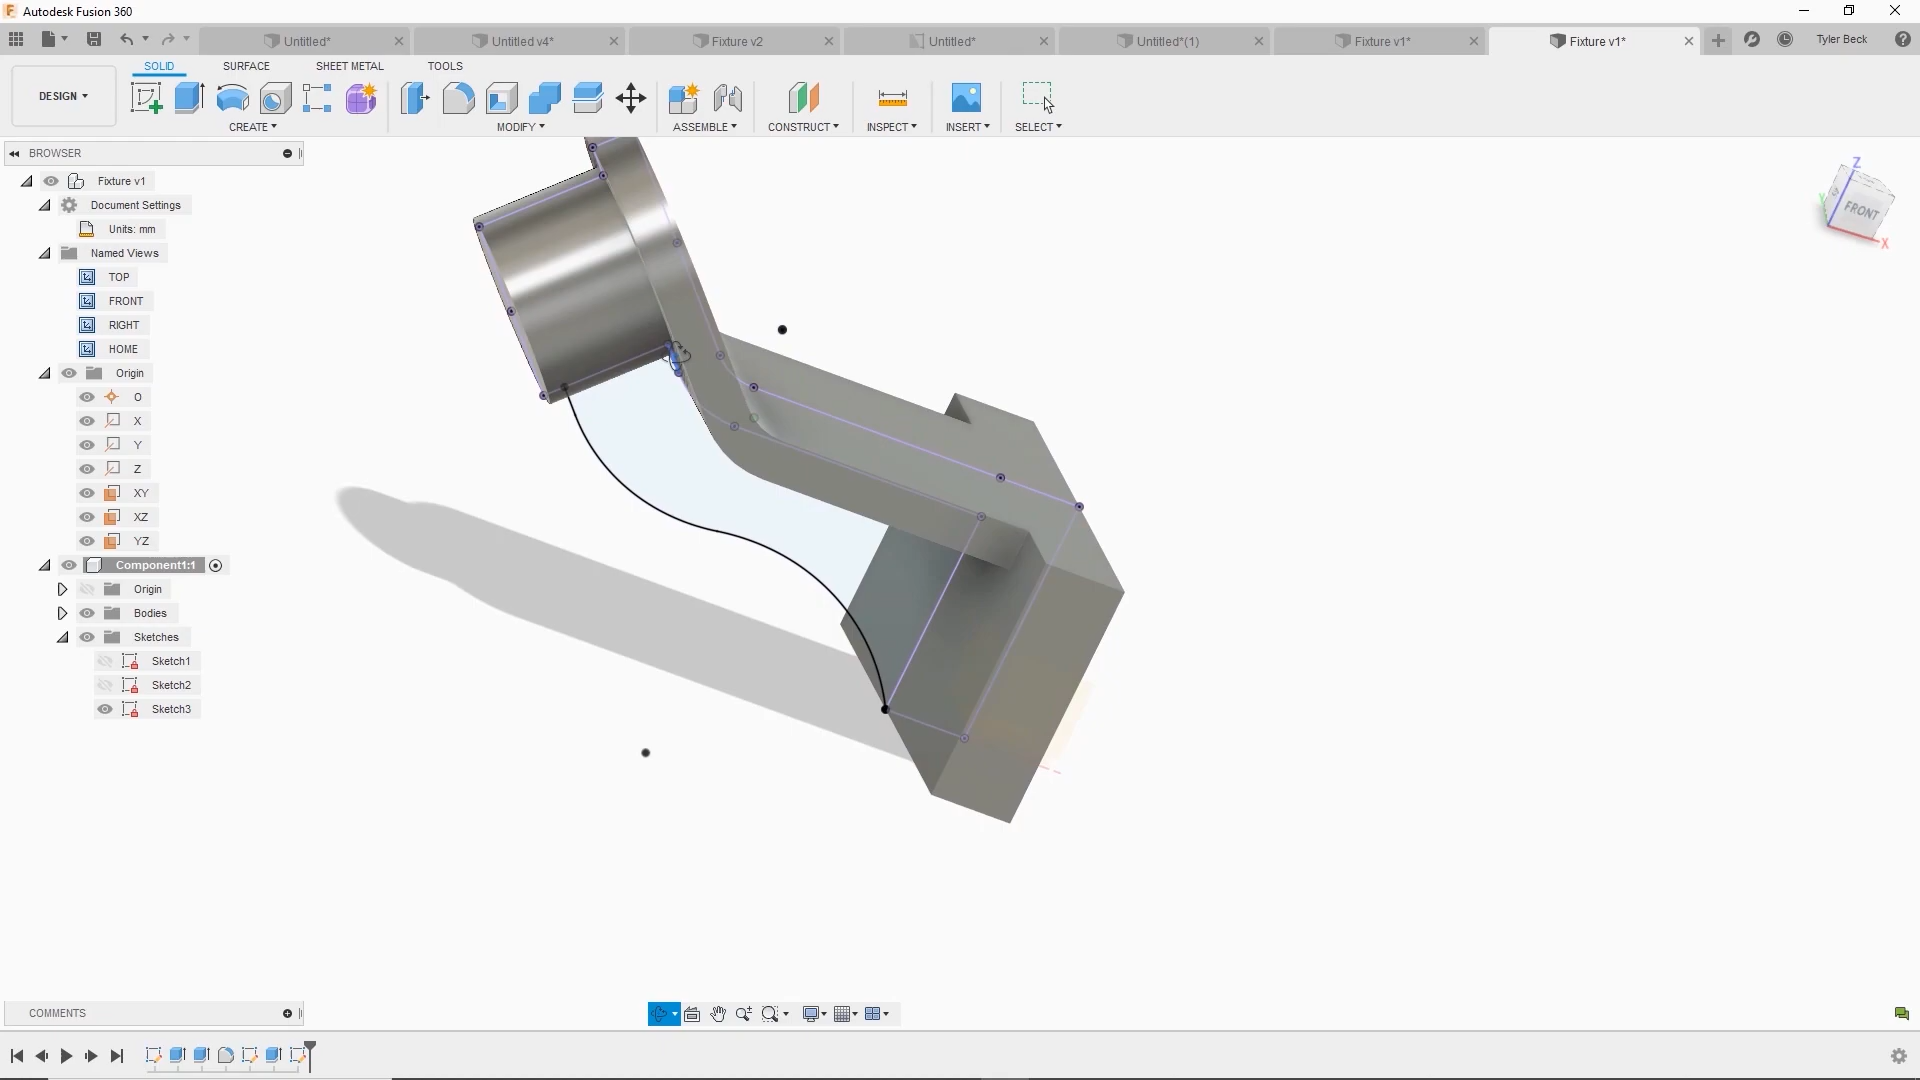 Autodesk Fusion 360
Untitled*
Untitled v4*
Fixture v2
Untitled*
Untitled*(1)
Fixture v1*
Fixture v1*
Tyler Beck
DESIGN
SOLID
SURFACE
SHEET METAL
TOOLS
CREATE
MODIFY
ASSEMBLE
CONSTRUCT
INSPECT
INSERT
SELECT
BROWSER
Fixture v1
Document Settings
Units: mm
Named Views
TOP
FRONT
RIGHT
HOME
Origin
O
X
Y
Z
XY
XZ
YZ
Component1:1
Origin
Bodies
Sketches
Sketch1
Sketch2
Sketch3
Z
Y
FRONT
X
COMMENTS